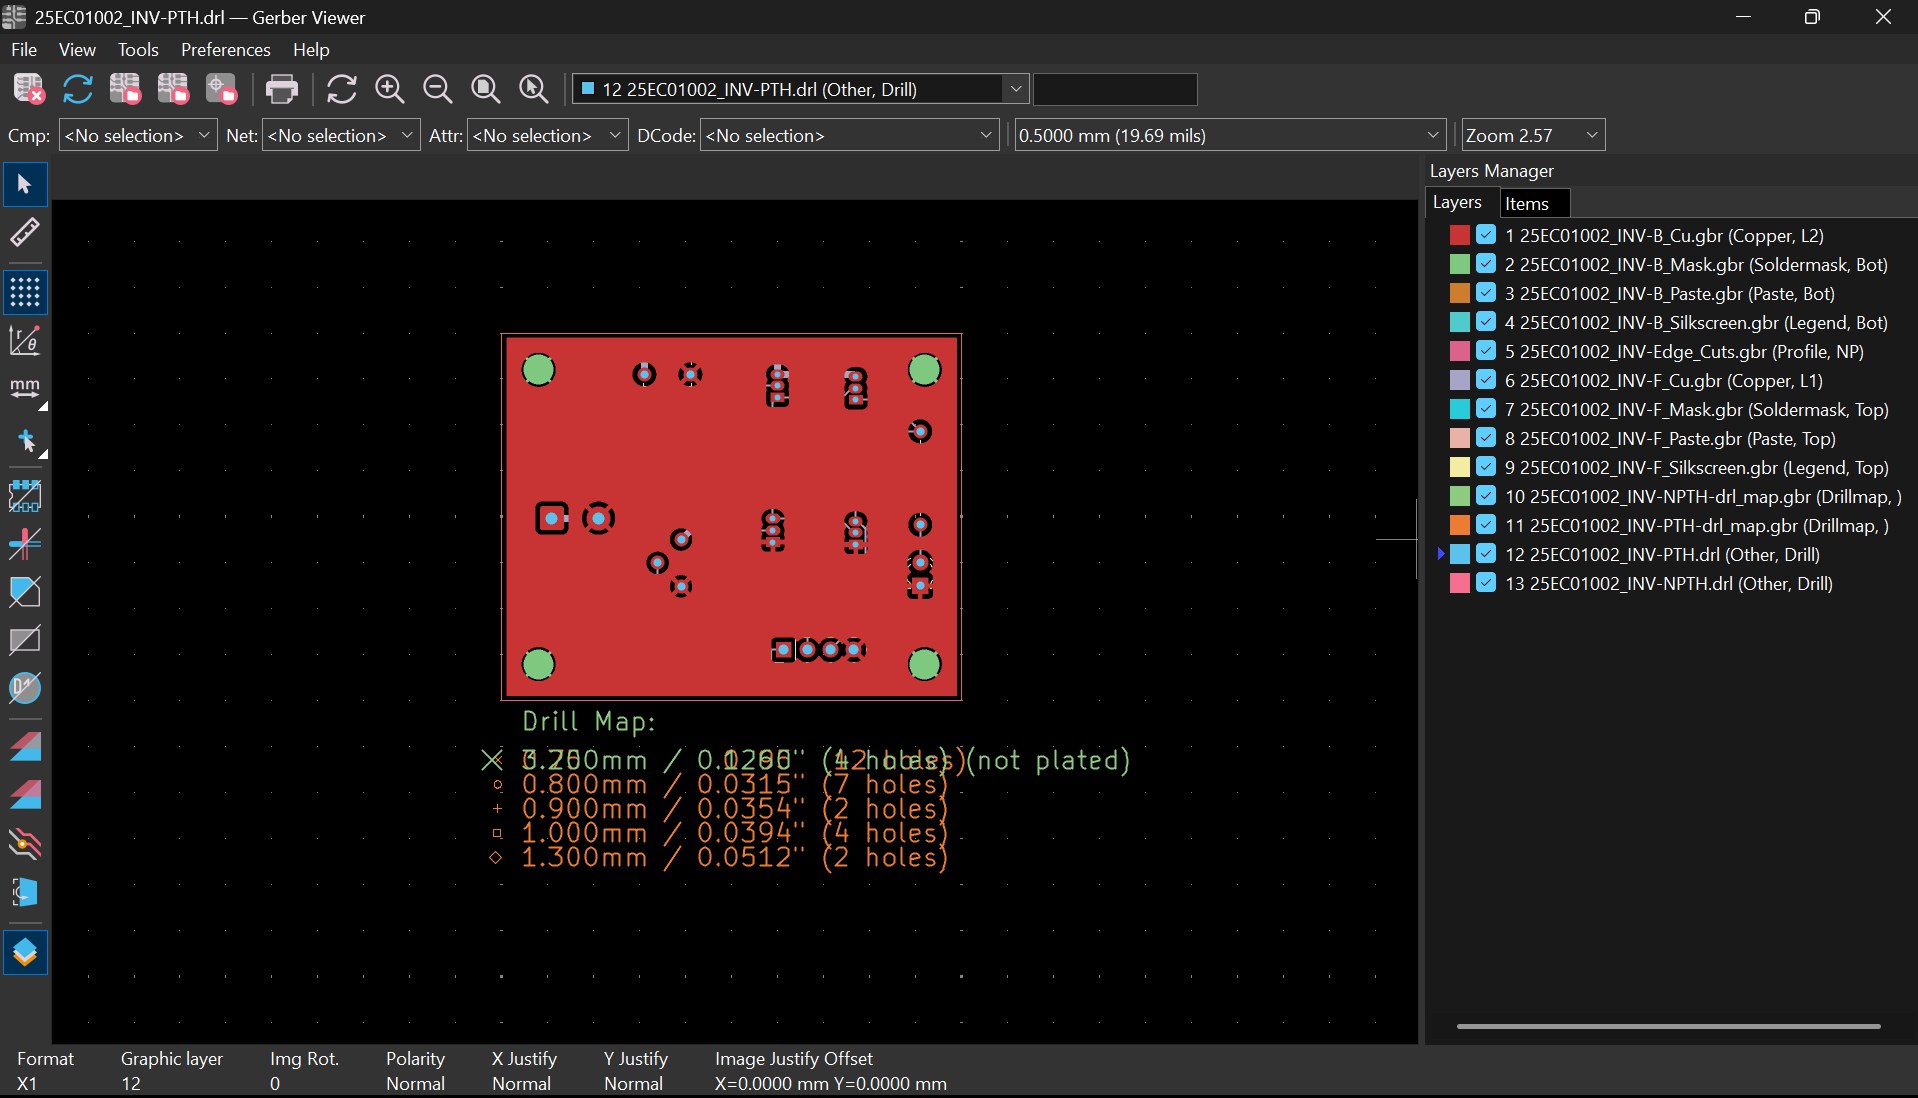 25EC01002_INV-PTH.drl — Gerber Viewer
File View Tools Preferences Help
12 25EC01002_INV-PTH.drl (Other, Drill)
Cmp: <No selection> Net: <No selection> Attr: <No selection> DCode: <No selection> 0.5000 mm (19.69 mils) Zoom 2.57
mm
Layers Manager
Layers Items
1 25EC01002_INV-B_Cu.gbr (Copper, L2)
2 25EC01002_INV-B_Mask.gbr (Soldermask, Bot)
3 25EC01002_INV-B_Paste.gbr (Paste, Bot)
4 25EC01002_INV-B_Silkscreen.gbr (Legend, Bot)
5 25EC01002_INV-Edge_Cuts.gbr (Profile, NP)
6 25EC01002_INV-F_Cu.gbr (Copper, L1)
7 25EC01002_INV-F_Mask.gbr (Soldermask, Top)
8 25EC01002_INV-F_Paste.gbr (Paste, Top)
9 25EC01002_INV-F_Silkscreen.gbr (Legend, Top)
10 25EC01002_INV-NPTH-drl_map.gbr (Drillmap, )
11 25EC01002_INV-PTH-drl_map.gbr (Drillmap, )
12 25EC01002_INV-PTH.drl (Other, Drill)
13 25EC01002_INV-NPTH.drl (Other, Drill)
Drill Map:
(not plated)
0.800mm / 0.0315" (7 holes)
0.900mm / 0.0354" (2 holes)
1.000mm / 0.0394" (4 holes)
1.300mm / 0.0512" (2 holes)
Format Graphic layer Img Rot. Polarity X Justify Y Justify Image Justify Offset
X1 12 0 Normal Normal Normal X=0.0000 mm Y=0.0000 mm